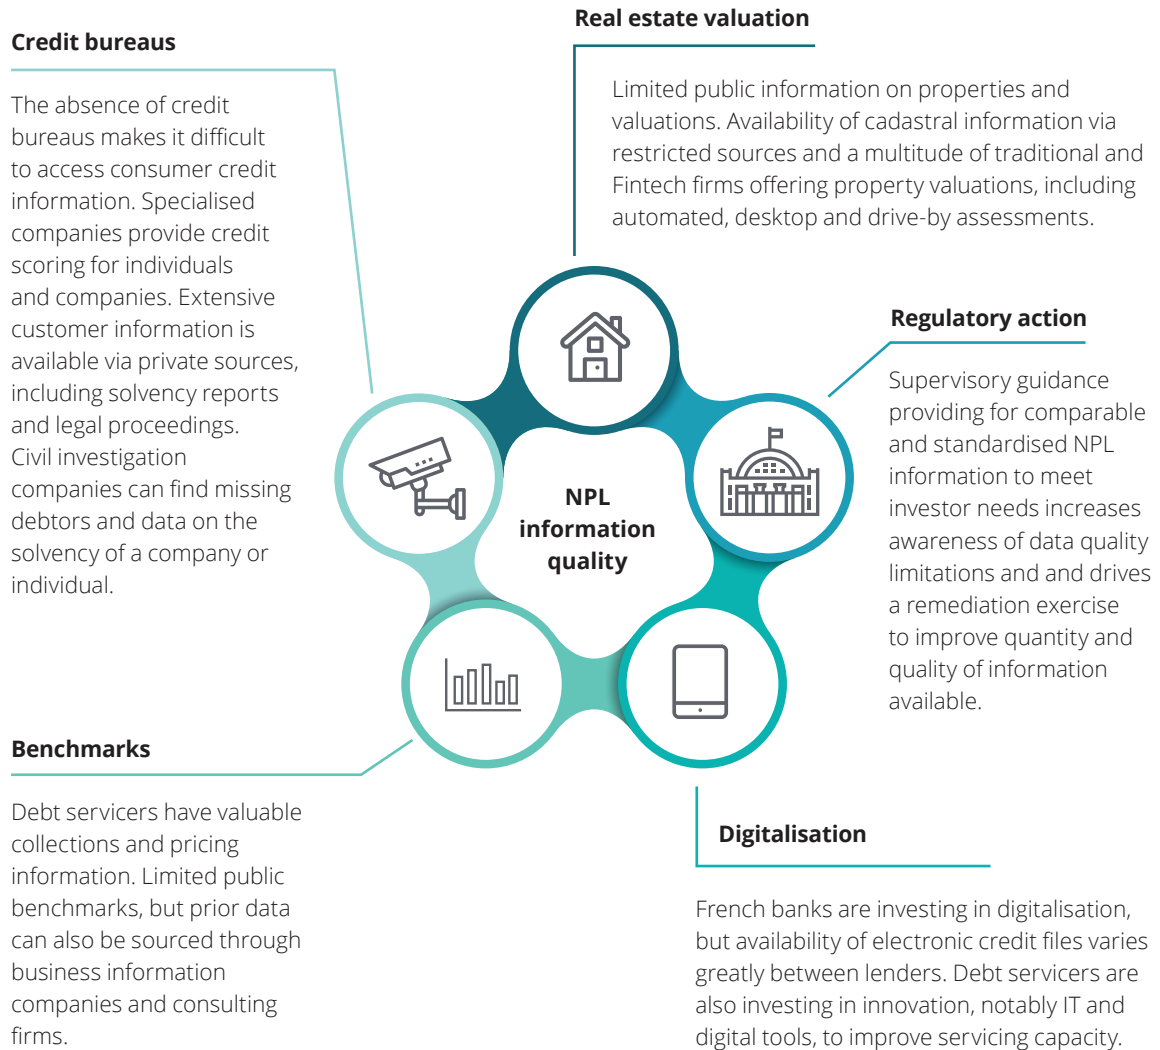 Credit bureaus
The absence of credit
bureaus makes it difficult
to access consumer credit
information. Specialised
companies provide credit
scoring for individuals
and companies. Extensive
customer information is
available via private sources,
including solvency reports
and legal proceedings.
Civil investigation
companies can find missing
debtors and data on the
solvency of a company or
individual.
Real estate valuation
Limited public information on properties and
valuations. Availability of cadastral information via
restricted sources and a multitude of traditional and
Fintech firms offering property valuations, including
automated, desktop and drive-by assessments.
Regulatory action
Supervisory guidance
providing for comparable
and standardised NPL
information to meet
investor needs increases
awareness of data quality
limitations and and drives
a remediation exercise
to improve quantity and
quality of information
available.
NPL
information
quality
Benchmarks
Debt servicers have valuable
collections and pricing
information. Limited public
benchmarks, but prior data
can also be sourced through
business information
companies and consulting
firms.
Digitalisation
French banks are investing in digitalisation,
but availability of electronic credit files varies
greatly between lenders. Debt servicers are
also investing in innovation, notably IT and
digital tools, to improve servicing capacity.